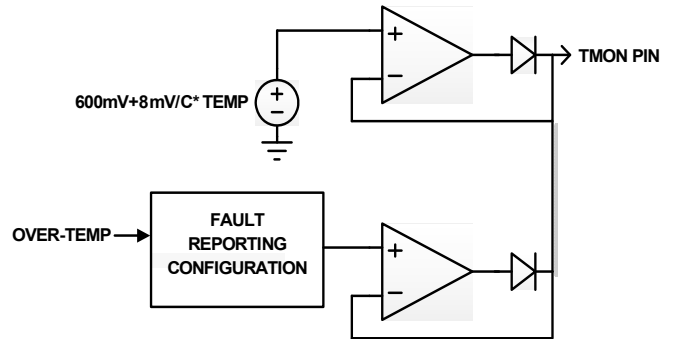 TMON PIN
600mV+8mV/C* TEMP
OVER-TEMP
FAULT
REPORTING
CONFIGURATION